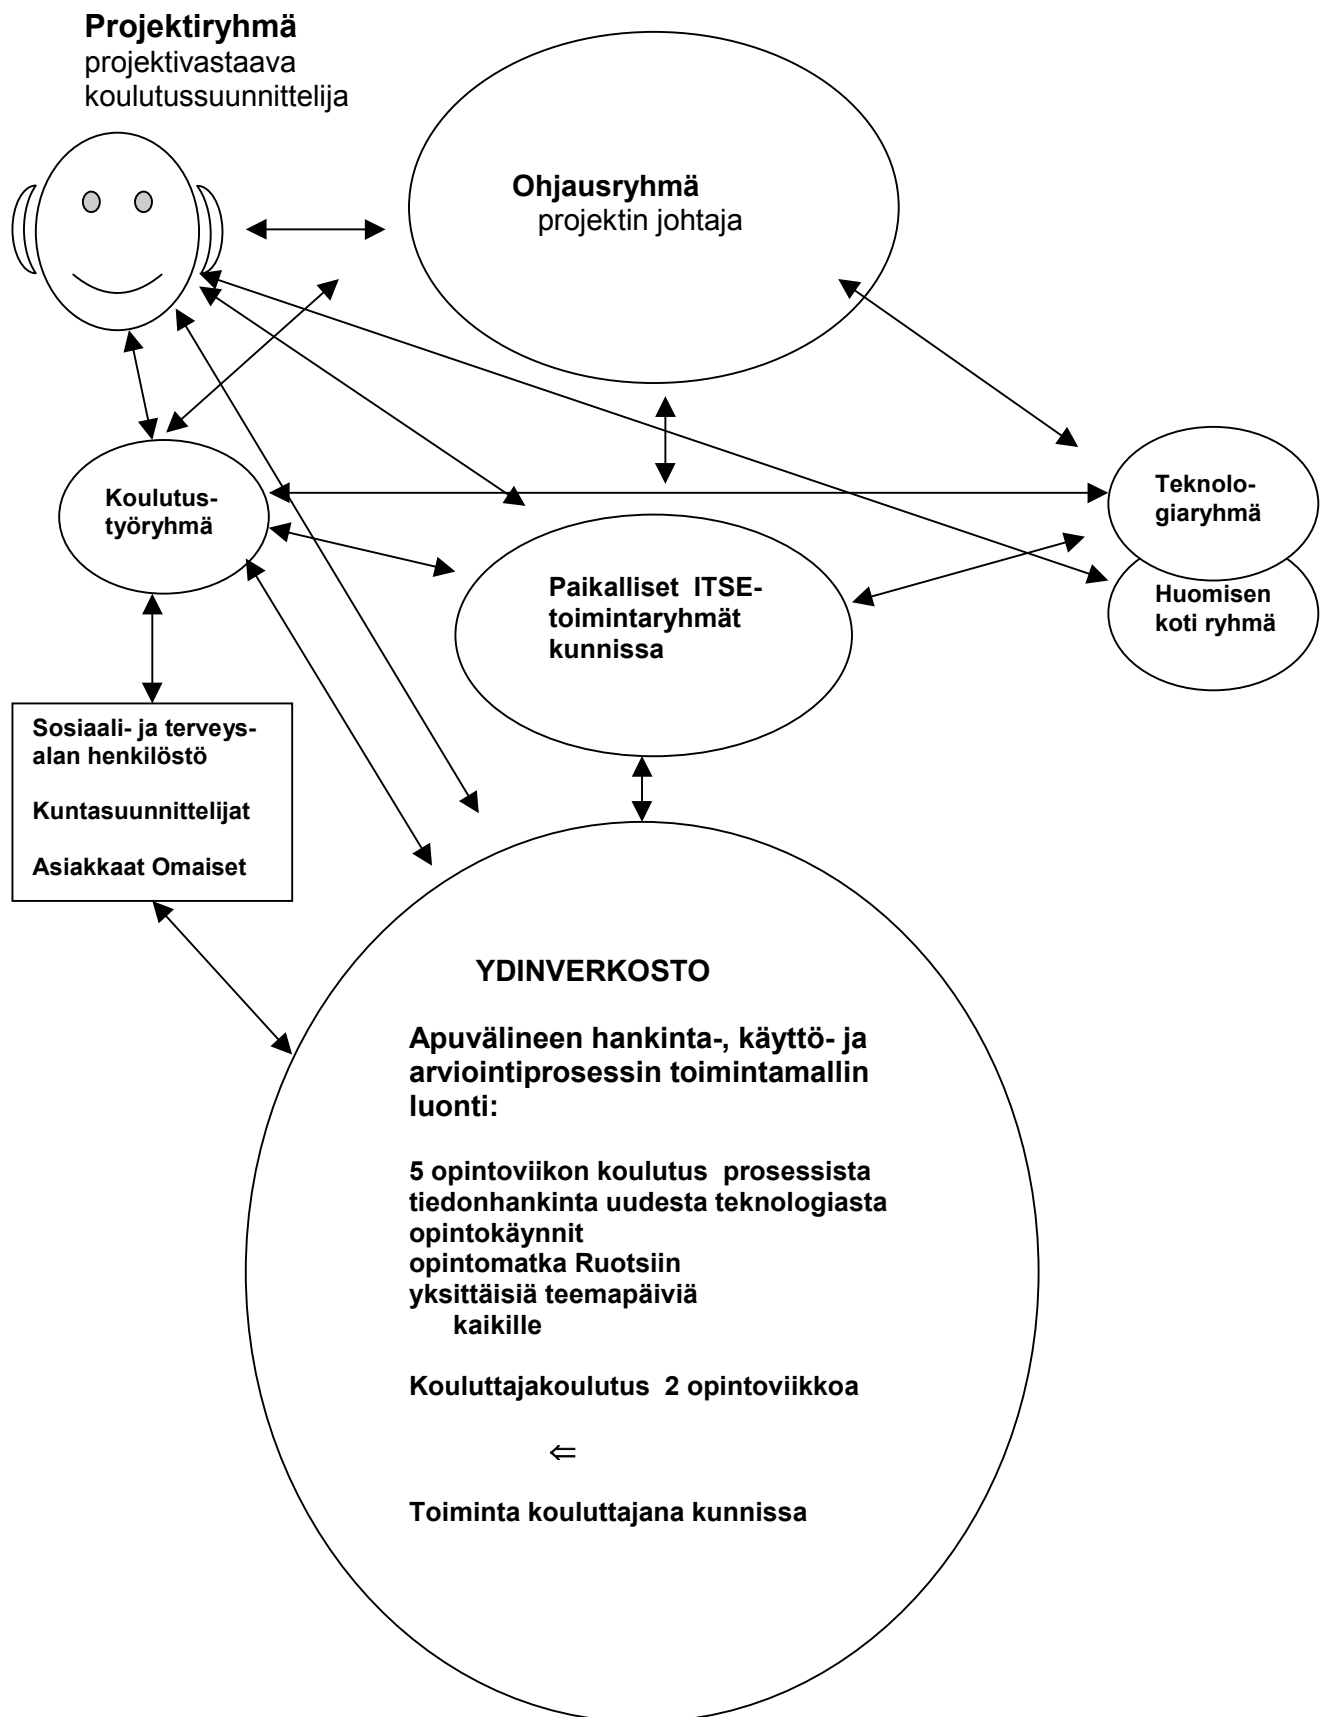 Projektiryhmä
projektivastaava
koulutussuunnittelija
Ohjausryhmä
projektin johtaja
Koulutus-
työryhmä
Teknolo-
giaryhmä
Paikalliset  ITSE-
toimintaryhmät
kunnissa
Huomisen
koti ryhmä
Sosiaali- ja terveys-
alan henkilöstö
Kuntasuunnittelijat
Asiakkaat Omaiset
YDINVERKOSTO
Apuvälineen hankinta-, käyttö- ja
arviointiprosessin toimintamallin
luonti:
5 opintoviikon koulutus  prosessista
tiedonhankinta uudesta teknologiasta
opintokäynnit
opintomatka Ruotsiin
yksittäisiä teemapäiviä
kaikille
Kouluttajakoulutus  2 opintoviikkoa
⇐
Toiminta kouluttajana kunnissa